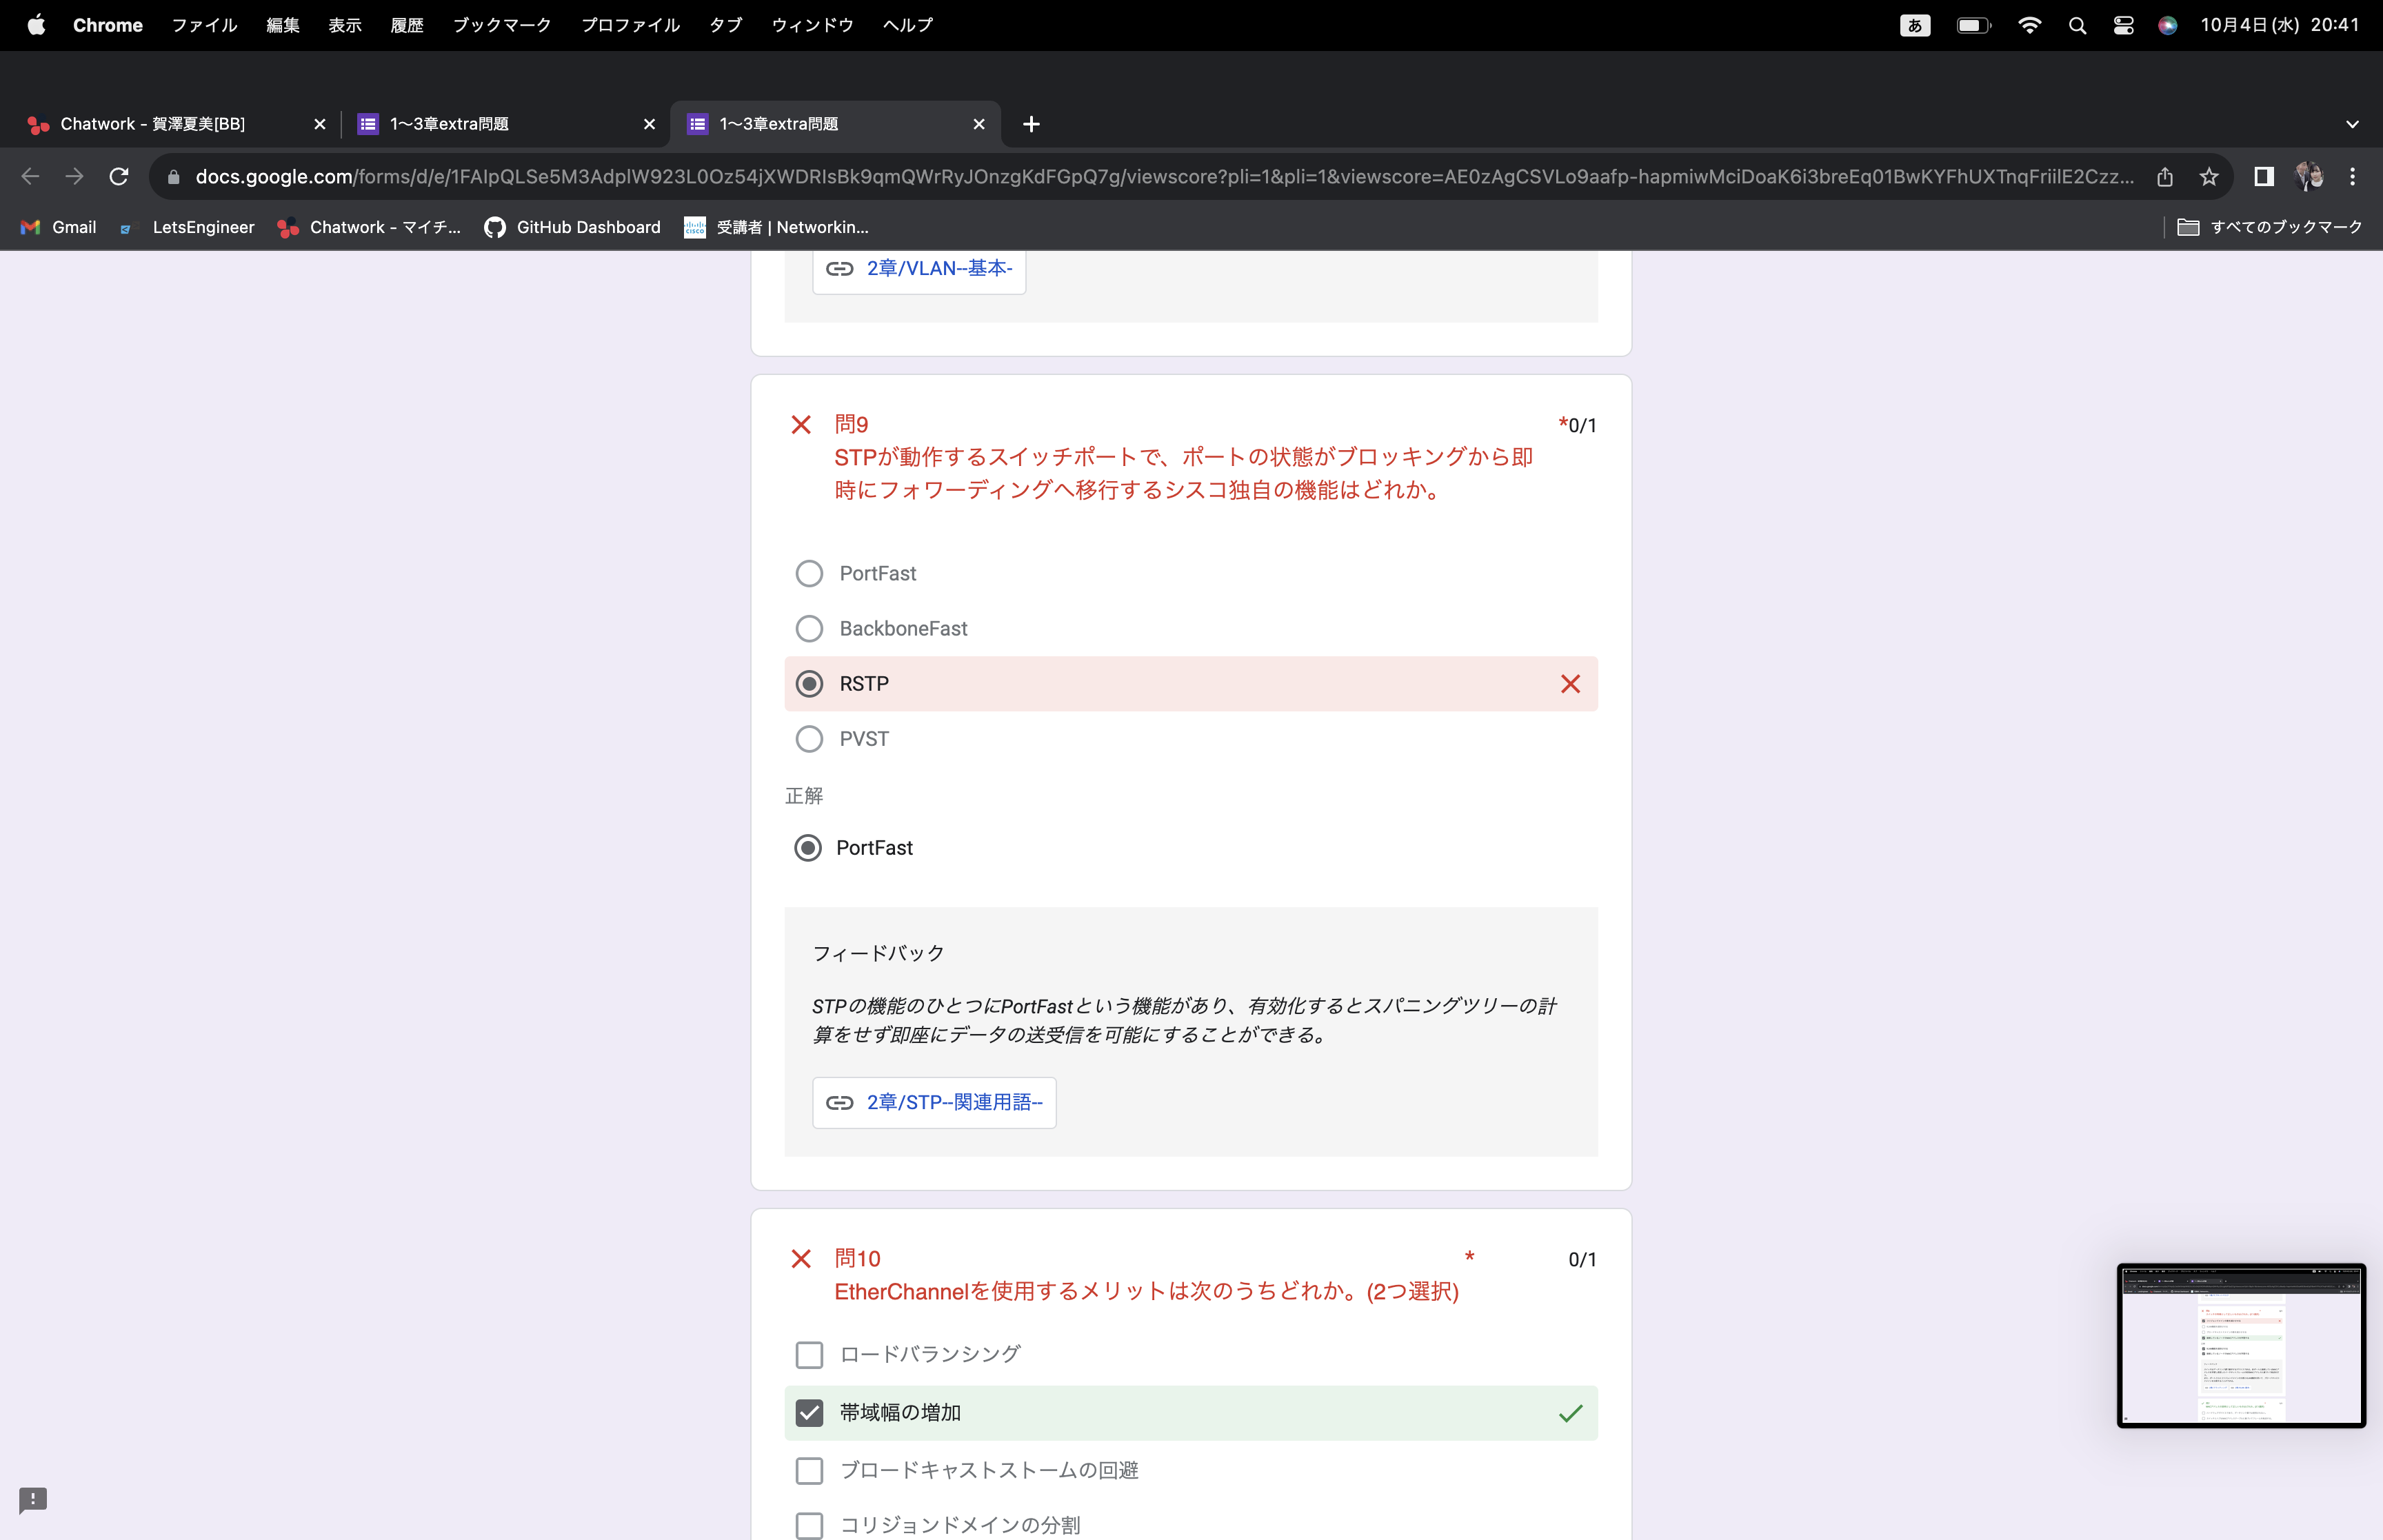 Chrome ファイル 編集 表示 履歴 ブックマーク プロファイル タブ ウィンドウ ヘルプ あ 10月4日(水) 20:41
Chatwork - 賀澤夏美[BB] 1〜3章extra問題 1〜3章extra問題
docs.google.com/forms/d/e/1FAIpQLSe5M3AdplW923L0Oz54jXWDRIsBk9qmQWrRyJOnzgKdFGpQ7g/viewscore?pli=1&pli=1&viewscore=AE0zAgCSVLo9aafp-hapmiwMciDoaK6i3breEq01BwKYFhUXTnqFriilE2Czz...
Gmail LetsEngineer Chatwork - マイチ... GitHub Dashboard 受講者 | Networkin... すべてのブックマーク
2章/VLAN--基本-
問9 *0/1
STPが動作するスイッチポートで、ポートの状態がブロッキングから即
時にフォワーディングへ移行するシスコ独自の機能はどれか。
PortFast
BackboneFast
RSTP
PVST
正解
PortFast
フィードバック
STPの機能のひとつにPortFastという機能があり、有効化するとスパニングツリーの計
算をせず即座にデータの送受信を可能にすることができる。
2章/STP--関連用語--
問10 * 0/1
EtherChannelを使用するメリットは次のうちどれか。(2つ選択)
ロードバランシング
帯域幅の増加
ブロードキャストストームの回避
コリジョンドメインの分割